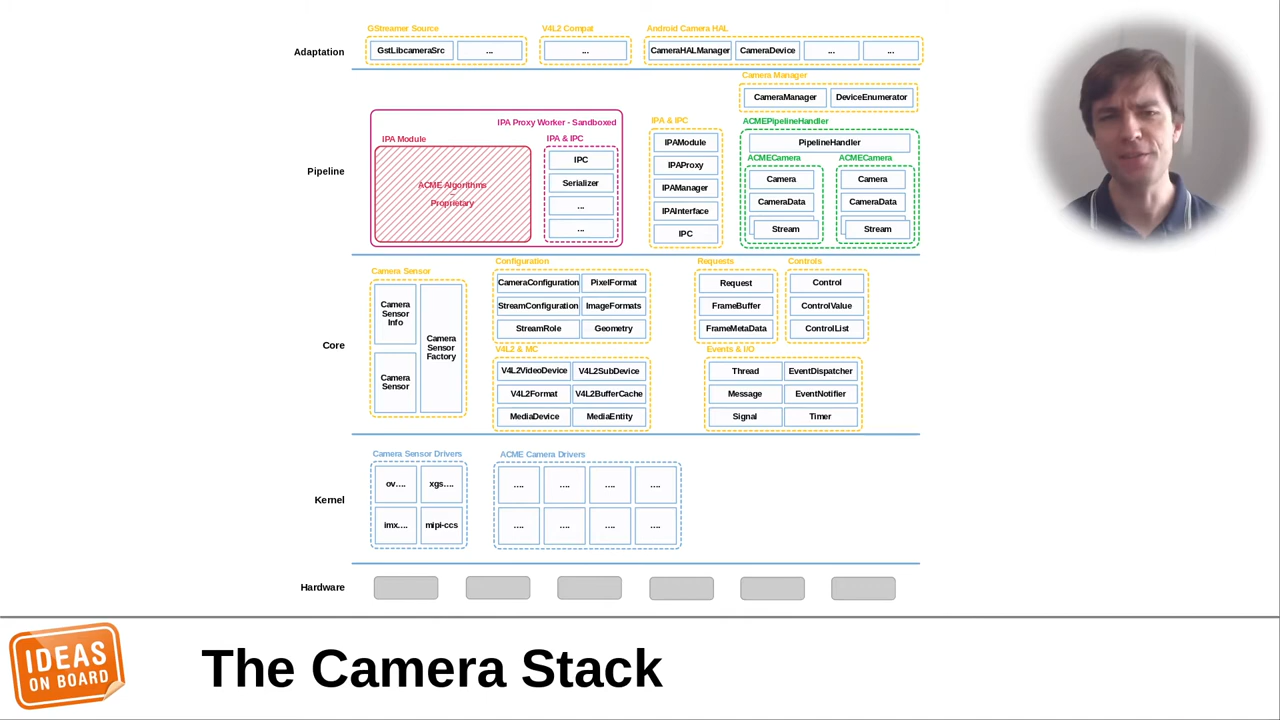 GStreamer Source
V4L2 Compat
Android Camera HAL
Adaptation
GstLibcameraSrc
...
...
CameraHALManager
CameraDevice
...
...
Camera Manager
CameraManager
DeviceEnumerator
Pipeline
IPA Proxy Worker - Sandboxed
IPA Module
ACME Algorithms
–
Proprietary
IPA & IPC
IPC
Serializer
...
...
IPA & IPC
IPAModule
IPAProxy
IPAManager
IPAInterface
IPC
ACMEPipelineHandler
PipelineHandler
ACMECamera
Camera
CameraData
Stream
ACMECamera
Camera
CameraData
Stream
Core
Camera Sensor
Camera
Sensor
Info
Camera
Sensor
Camera
Sensor
Factory
Configuration
CameraConfiguration
PixelFormat
StreamConfiguration
ImageFormats
StreamRole
Geometry
Requests
Request
FrameBuffer
FrameMetaData
Controls
Control
ControlValue
ControlList
V4L2 & MC
V4L2VideoDevice
V4L2SubDevice
V4L2Format
V4L2BufferCache
MediaDevice
MediaEntity
Events & I/O
Thread
EventDispatcher
Message
EventNotifier
Signal
Timer
Kernel
Camera Sensor Drivers
ov....
xgs....
imx....
mipi-ccs
ACME Camera Drivers
....
....
....
....
....
....
....
....
Hardware
IDEAS
ON BOARD
The Camera Stack